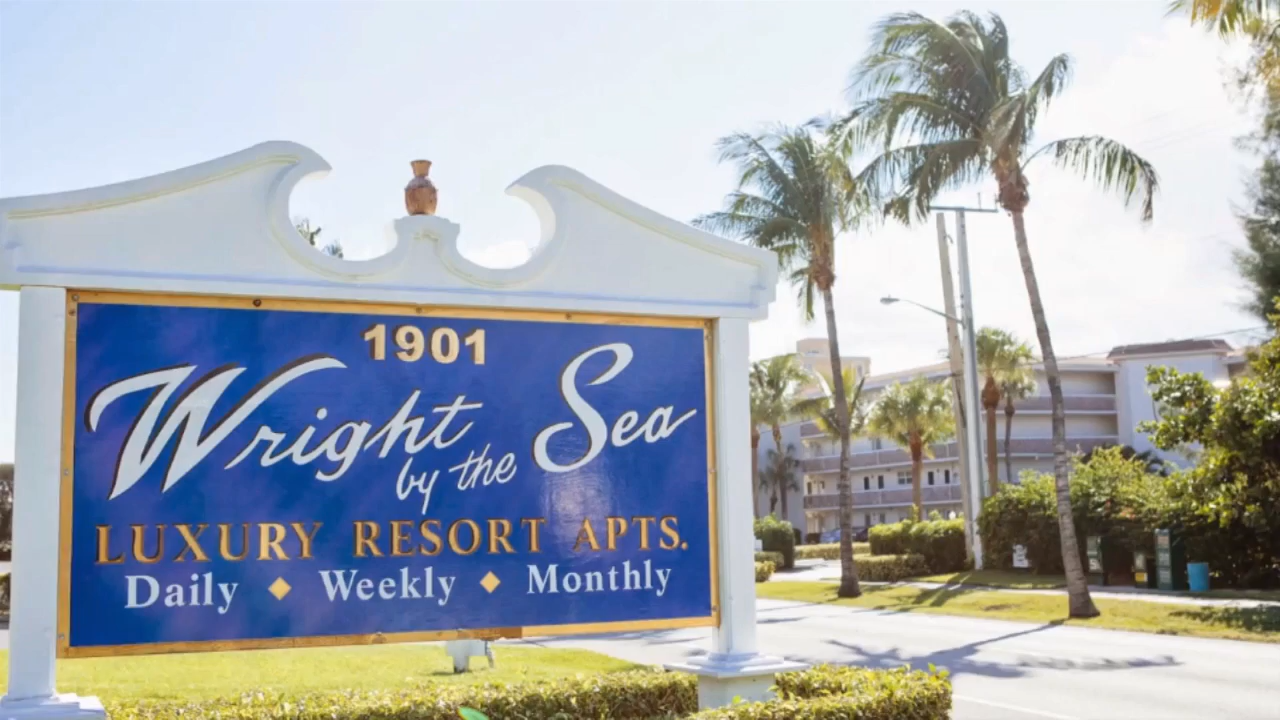 1901
Wright by the Sea
LUXURY RESORT APTS.
Daily ◆ Weekly ◆ Monthly